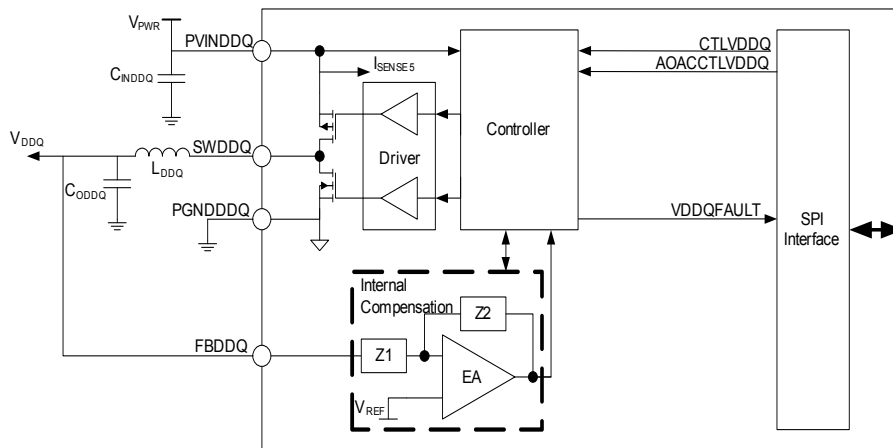 VPWR
PVINDDQ
CINDDQ
ISENSE5
CTLVDDQ
AOACCTLVDDQ
Controller
Driver
VDDQ
SWDDQ
LDDQ
CODDQ
PGNDDDQ
VDDQFAULT
SPI
Interface
Internal
Compensation
Z2
FBDDQ
Z1
EA
VREF